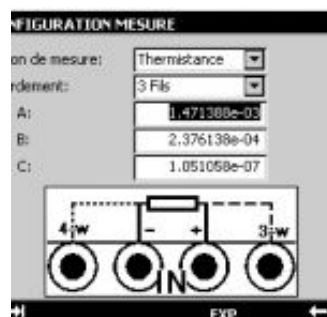 NFIGURATION MESURE
on de mesure: Thermistance
rdement: 3 Fils
A: 1.471388e-03
B: 2.376138e-04
C: 1.051058e-07
4-w - + 3-w
IN
EXP